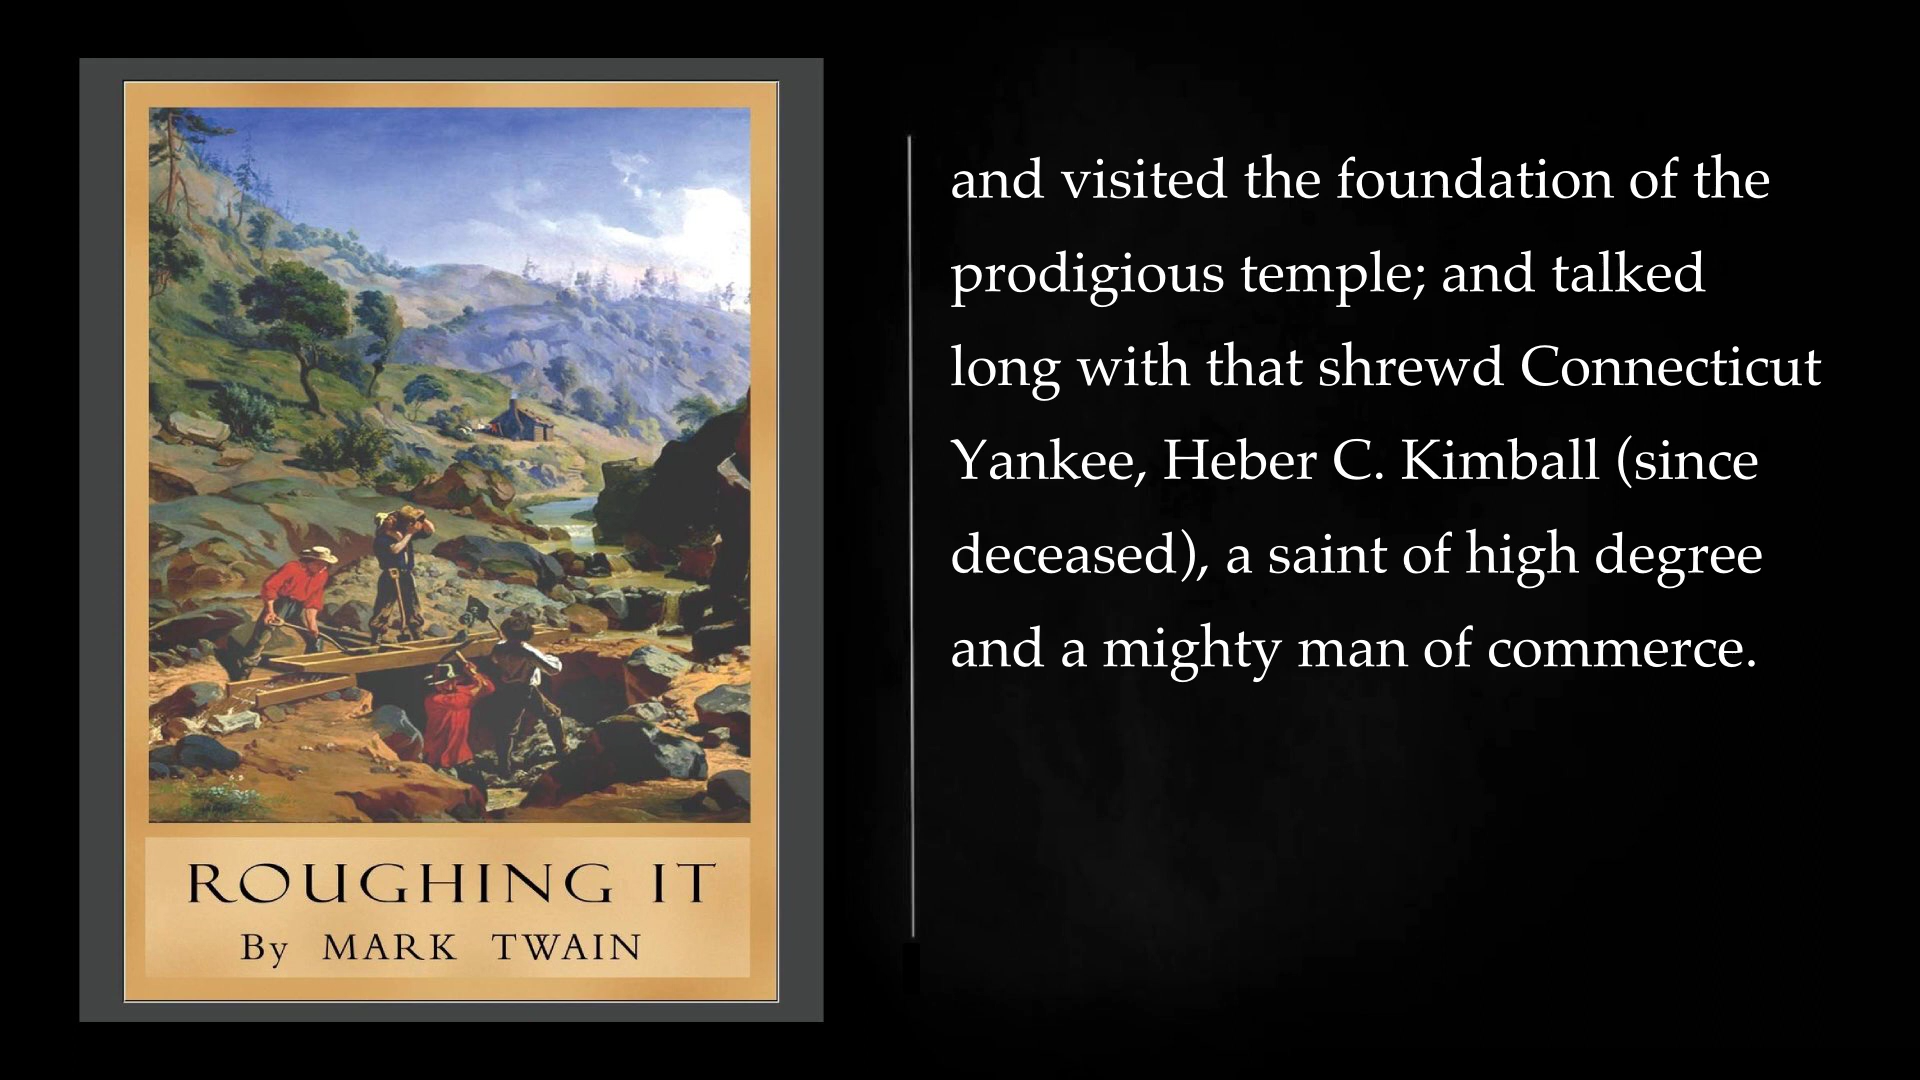 ROUGHING IT
By MARK TWAIN
and visited the foundation of the
prodigious temple; and talked
long with that shrewd Connecticut
Yankee, Heber C. Kimball (since
deceased), a saint of high degree
and a mighty man of commerce.